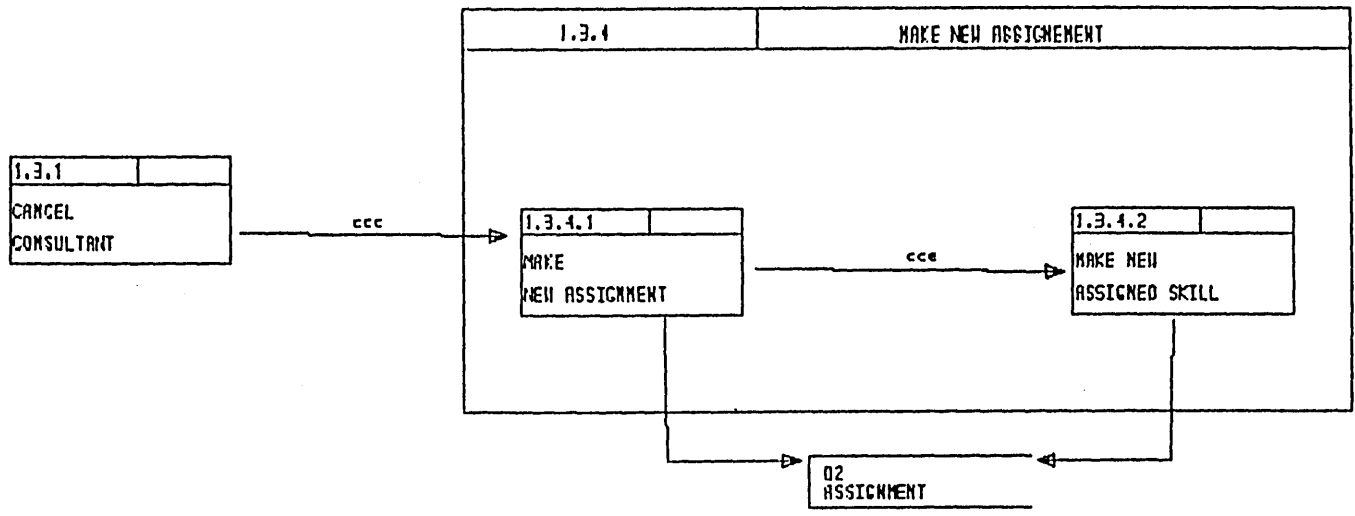 1.3.4
MAKE NEW ASSIGNEMENT
1.3.1
CANCEL
CONSULTANT
ccc
1.3.4.1
MAKE
NEW ASSIGNMENT
cce
1.3.4.2
MAKE NEW
ASSIGNED SKILL
D2
ASSIGNMENT